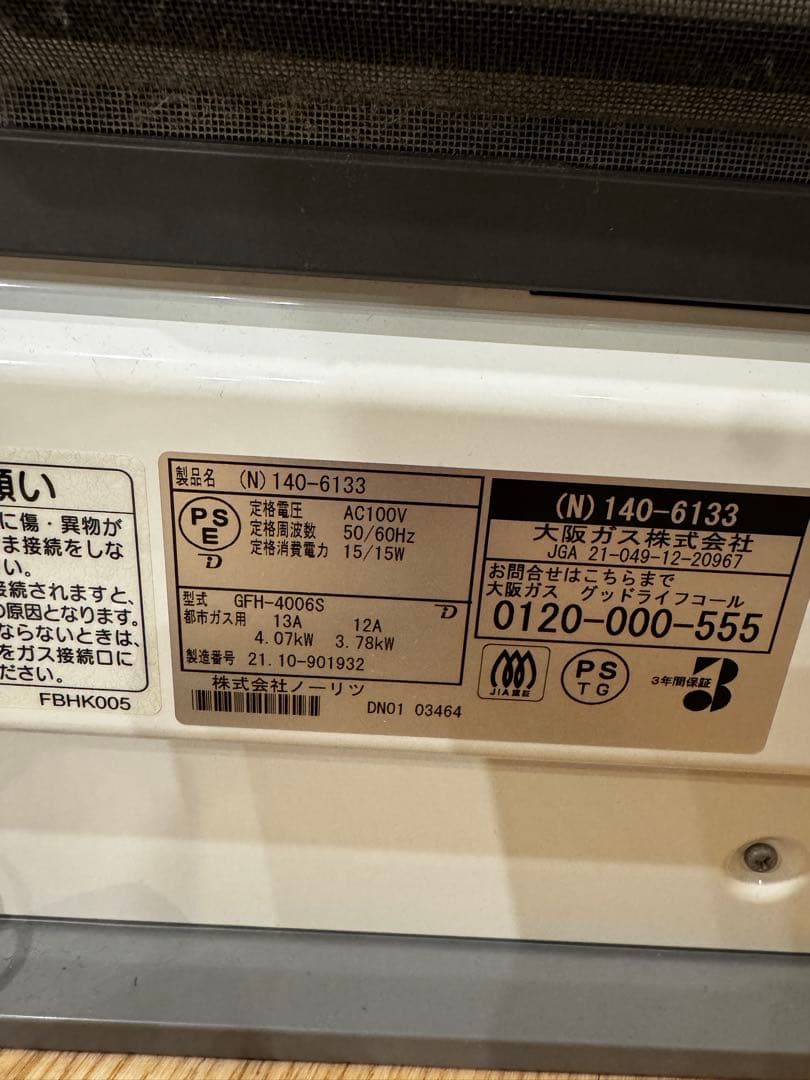 願い
に傷・異物が
ま接続をしな
い。
接続されますと、
の原因となります。
ならないときは、
をガス接続口に
ださい。
FBHK005
製品名 (N) 140-6133
PS
E
定格電圧 AC100V
定格周波数 50/60Hz
定格消費電力 15/15W
型式 GFH-4006S
都市ガス用 13A 12A
4.07kW 3.78kW
製造番号 21.10-901932
株式会社ノーリツ
DN01 03464
(N) 140-6133
大阪ガス株式会社
JGA 21-049-12-20967
お問合せはこちらまで
大阪ガス グッドライフコール
0120-000-555
JIA認証
PS
TG
3年間保証
3